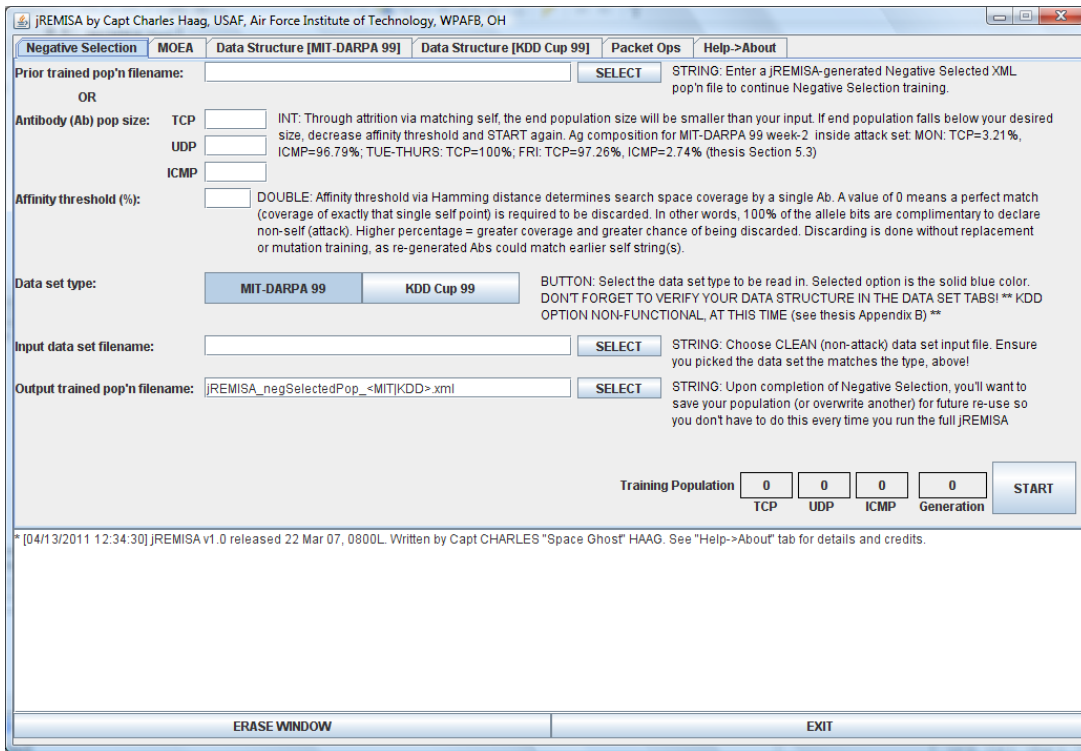 jREMISA by Capt Charles Haag, USAF, Air Force Institute of Technology, WPAFB, OH
Negative Selection MOEA Data Structure [MIT-DARPA 99] Data Structure [KDD Cup 99] Packet Ops Help->About
Prior trained pop'n filename: SELECT STRING: Enter a jREMISA-generated Negative Selected XML
pop'n file to continue Negative Selection training.
OR
Antibody (Ab) pop size: TCP INT: Through attrition via matching self, the end population size will be smaller than your input. If end population falls below your desired
size, decrease affinity threshold and START again. Ag composition for MIT-DARPA 99 week-2 inside attack set: MON: TCP=3.21%,
UDP ICMP=96.79%; TUE-THURS: TCP=100%; FRI: TCP=97.26%, ICMP=2.74% (thesis Section 5.3)
ICMP
Affinity threshold (%): DOUBLE: Affinity threshold via Hamming distance determines search space coverage by a single Ab. A value of 0 means a perfect match
(coverage of exactly that single self point) is required to be discarded. In other words, 100% of the allele bits are complimentary to declare
non-self (attack). Higher percentage = greater coverage and greater chance of being discarded. Discarding is done without replacement
or mutation training, as re-generated Abs could match earlier self string(s).
Data set type: MIT-DARPA 99 KDD Cup 99 BUTTON: Select the data set type to be read in. Selected option is the solid blue color.
DON'T FORGET TO VERIFY YOUR DATA STRUCTURE IN THE DATA SET TABS! ** KDD
OPTION NON-FUNCTIONAL, AT THIS TIME (see thesis Appendix B) **
Input data set filename: SELECT STRING: Choose CLEAN (non-attack) data set input file. Ensure
you picked the data set the matches the type, above!
Output trained pop'n filename: jREMISA_negSelectedPop_<MIT|KDD>.xml SELECT STRING: Upon completion of Negative Selection, you'll want to
save your population (or overwrite another) for future re-use so
you don't have to do this every time you run the full jREMISA
Training Population 0 0 0 0 START
TCP UDP ICMP Generation
* [04/13/2011 12:34:30] jREMISA v1.0 released 22 Mar 07, 0800L. Written by Capt CHARLES "Space Ghost" HAAG. See "Help->About" tab for details and credits.
ERASE WINDOW EXIT